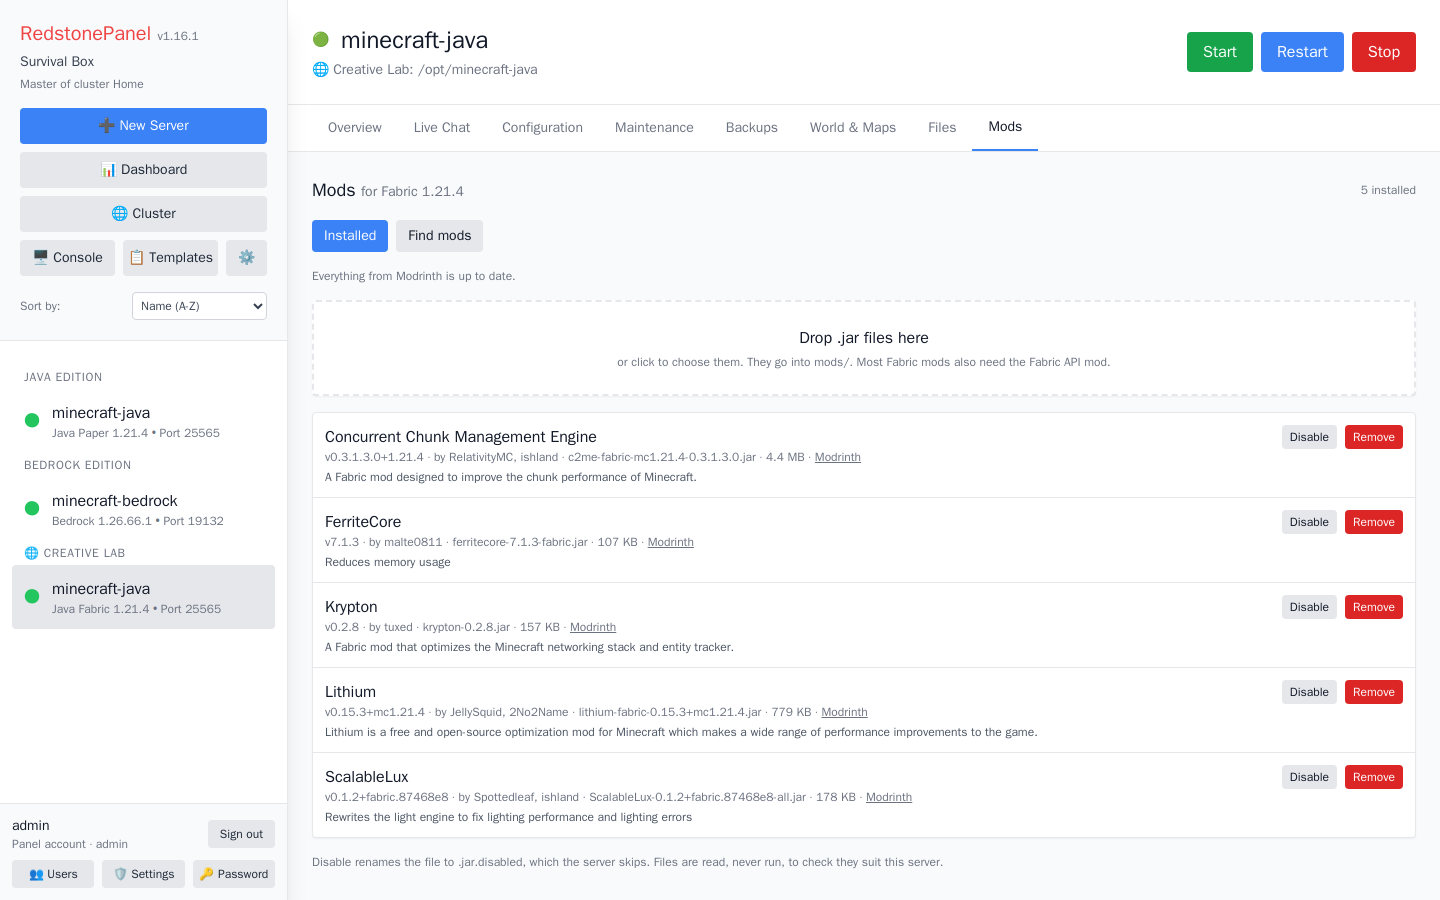 RedstonePanel v1.16.1
Survival Box
Master of cluster Home
➕ New Server
📊 Dashboard
🌐 Cluster
🖥️ Console
📋 Templates
⚙️
Sort by:
Name (A-Z)
JAVA EDITION
minecraft-java
Java Paper 1.21.4 • Port 25565
BEDROCK EDITION
minecraft-bedrock
Bedrock 1.26.66.1 • Port 19132
🌐 CREATIVE LAB
minecraft-java
Java Fabric 1.21.4 • Port 25565
admin
Panel account · admin
Sign out
👥 Users
🛡️ Settings
🔑 Password
minecraft-java
🌐 Creative Lab: /opt/minecraft-java
Start
Restart
Stop
Overview
Live Chat
Configuration
Maintenance
Backups
World & Maps
Files
Mods
Mods for Fabric 1.21.4
5 installed
Installed
Find mods
Everything from Modrinth is up to date.
Drop .jar files here
or click to choose them. They go into mods/. Most Fabric mods also need the Fabric API mod.
Concurrent Chunk Management Engine
v0.3.1.3.0+1.21.4 · by RelativityMC, ishland · c2me-fabric-mc1.21.4-0.3.1.3.0.jar · 4.4 MB · Modrinth
A Fabric mod designed to improve the chunk performance of Minecraft.
Disable
Remove
FerriteCore
v7.1.3 · by malte0811 · ferritecore-7.1.3-fabric.jar · 107 KB · Modrinth
Reduces memory usage
Disable
Remove
Krypton
v0.2.8 · by tuxed · krypton-0.2.8.jar · 157 KB · Modrinth
A Fabric mod that optimizes the Minecraft networking stack and entity tracker.
Disable
Remove
Lithium
v0.15.3+mc1.21.4 · by JellySquid, 2No2Name · lithium-fabric-0.15.3+mc1.21.4.jar · 779 KB · Modrinth
Lithium is a free and open-source optimization mod for Minecraft which makes a wide range of performance improvements to the game.
Disable
Remove
ScalableLux
v0.1.2+fabric.87468e8 · by Spottedleaf, ishland · ScalableLux-0.1.2+fabric.87468e8-all.jar · 178 KB · Modrinth
Rewrites the light engine to fix lighting performance and lighting errors
Disable
Remove
Disable renames the file to .jar.disabled, which the server skips. Files are read, never run, to check they suit this server.